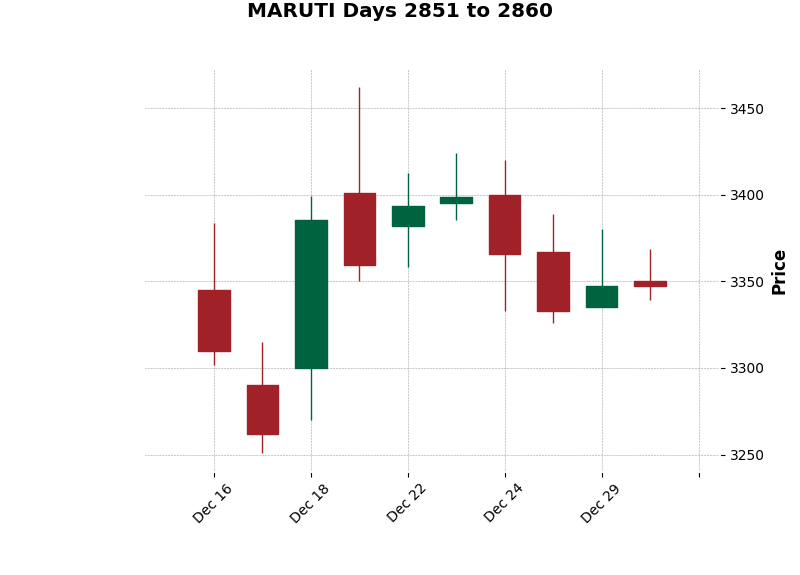 MARUTI Days 2851 to 2860
3450
3400
3350
3300
3250
Price
Dec 16
Dec 18
Dec 22
Dec 24
Dec 29